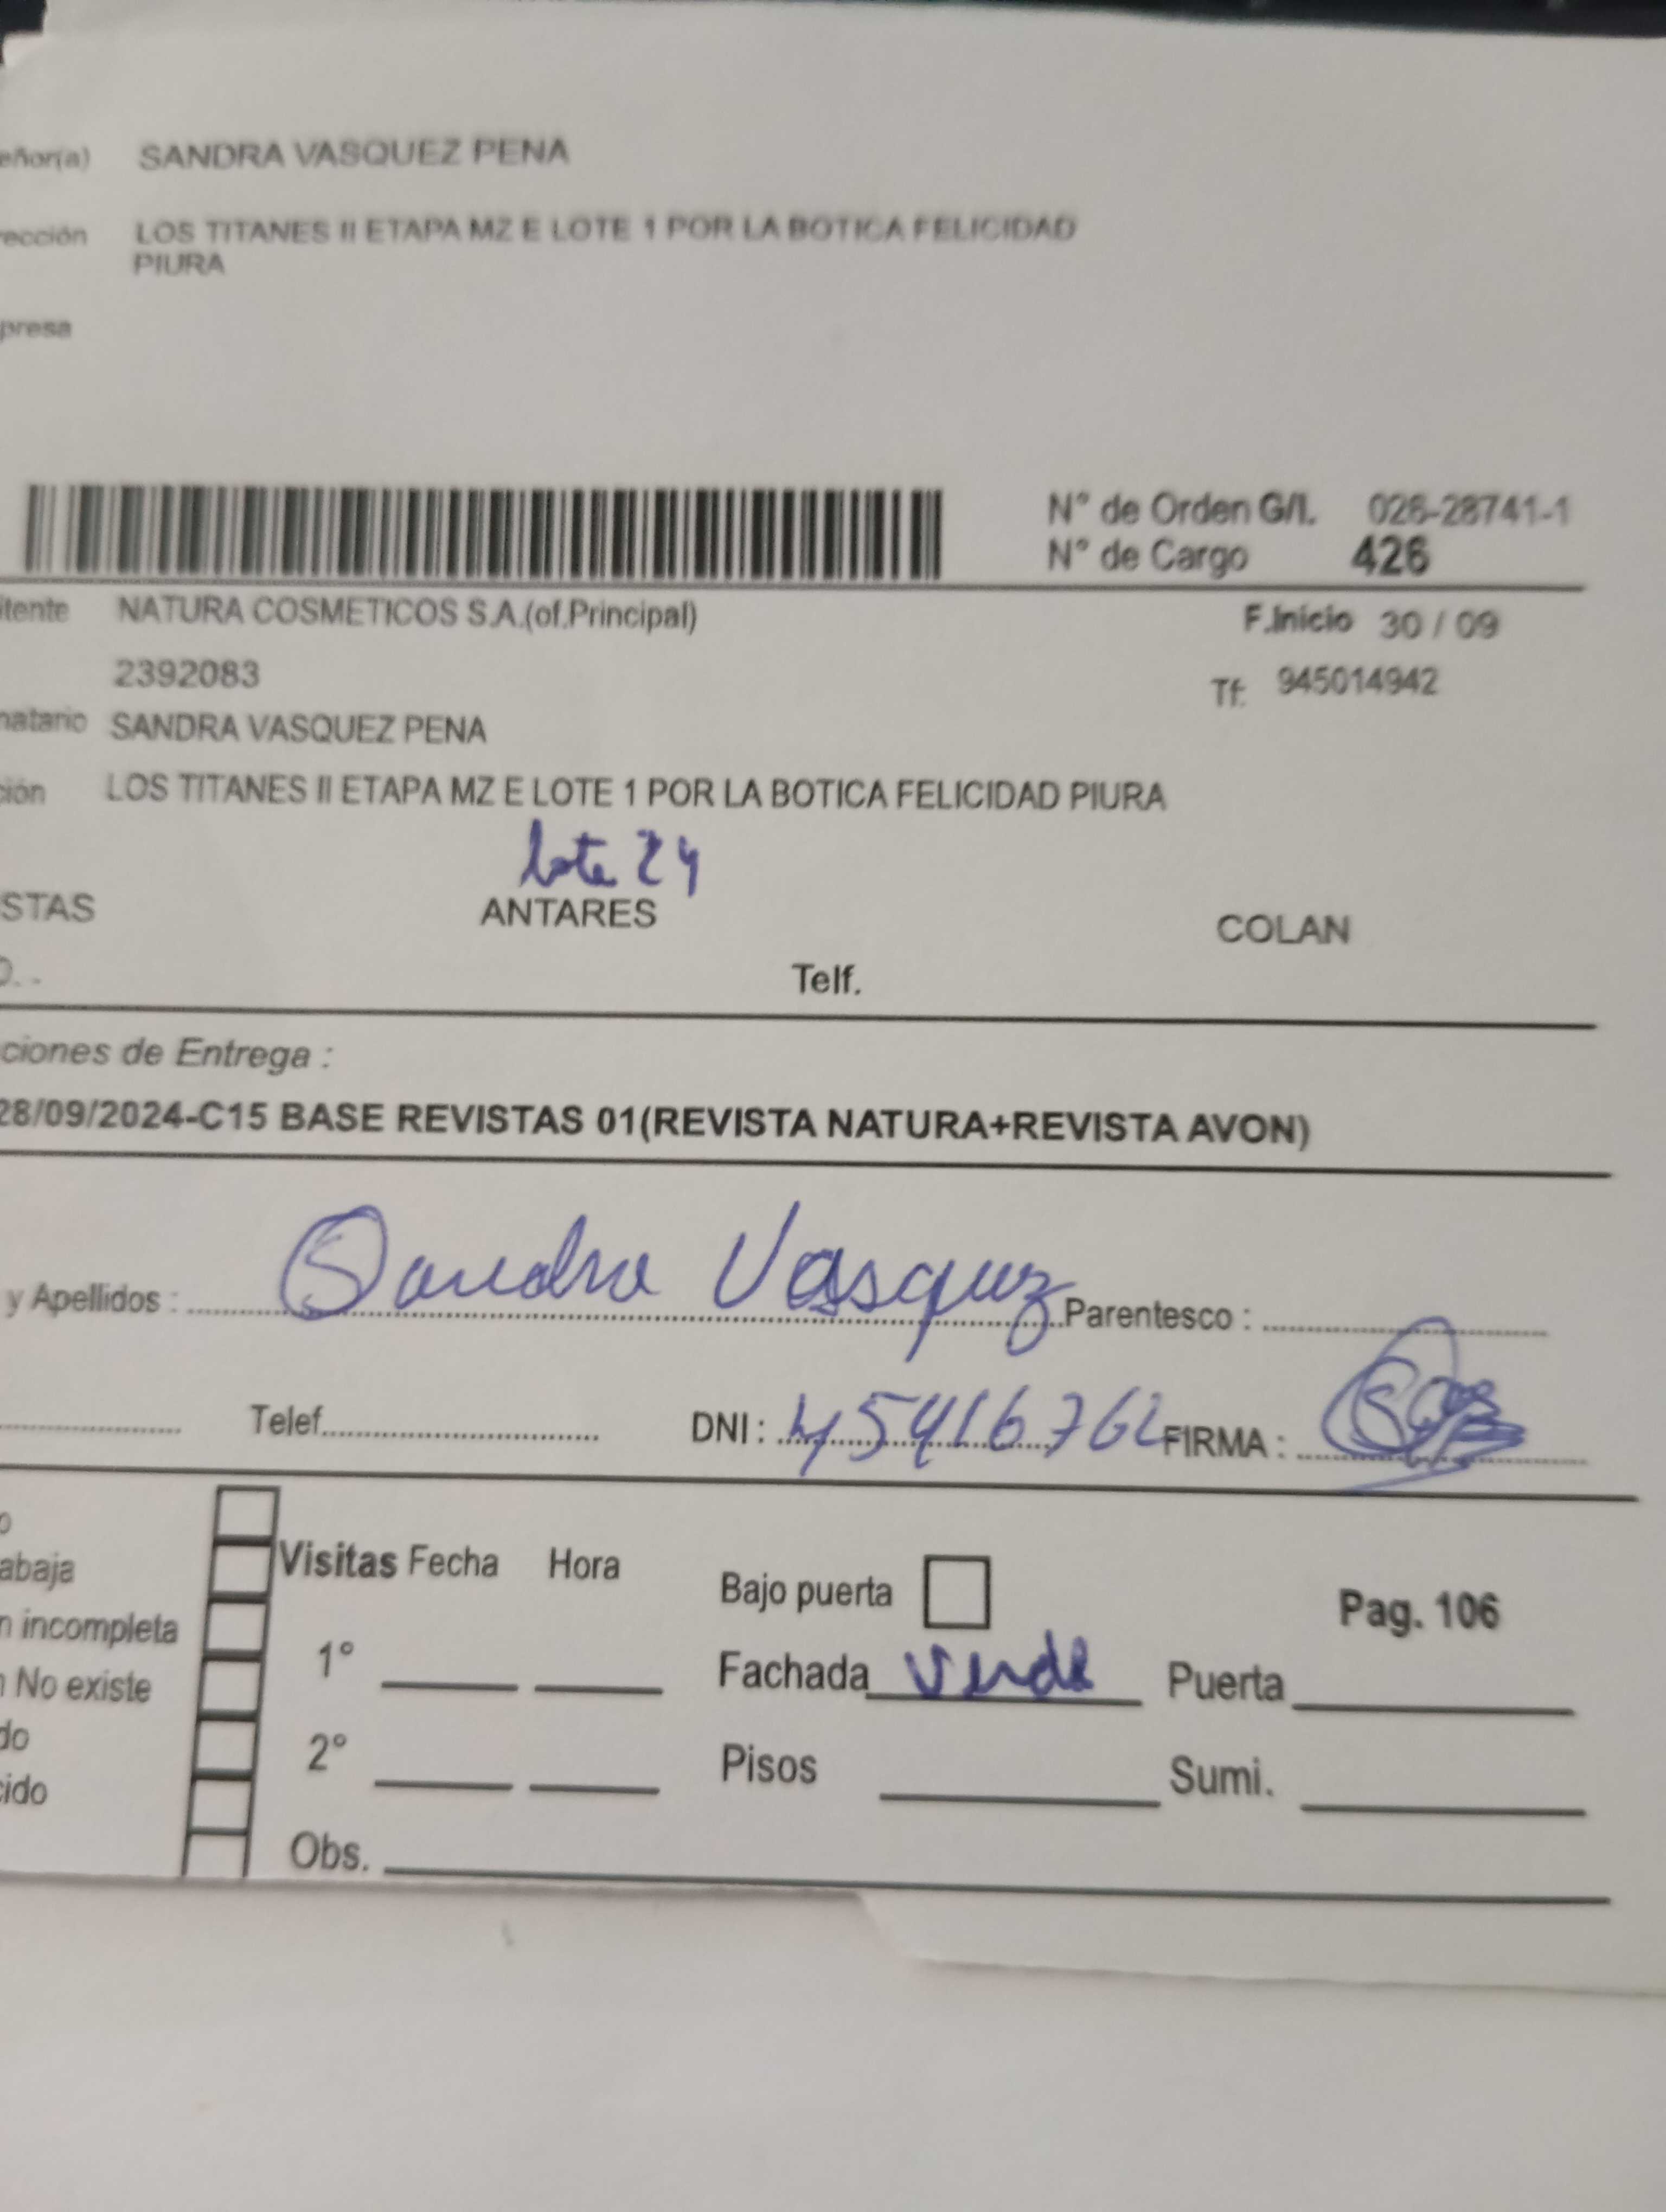 eñor(a) SANDRA VASQUEZ PENA
rección LOS TITANES II ETAPA MZ E LOTE 1 POR LA BOTICA FELICIDAD
PIURA
presa
N° de Orden G/I. 026-28741-1
N° de Cargo 426
itente NATURA COSMETICOS S.A.(of.Principal) F.Inicio 30 / 09
2392083 Tf: 945014942
natario SANDRA VASQUEZ PENA
ción LOS TITANES II ETAPA MZ E LOTE 1 POR LA BOTICA FELICIDAD PIURA
lote 24
STAS ANTARES COLAN
Telf.
ciones de Entrega :
28/09/2024-C15 BASE REVISTAS 01(REVISTA NATURA+REVISTA AVON)
y Apellidos : Sandra Vasquez Parentesco :
Telef. DNI : 45416762 FIRMA :
o
abaja Visitas Fecha Hora Bajo puerta Pag. 106
n incompleta 1° Fachada verde Puerta
n No existe
do 2° Pisos Sumi.
cido
Obs.